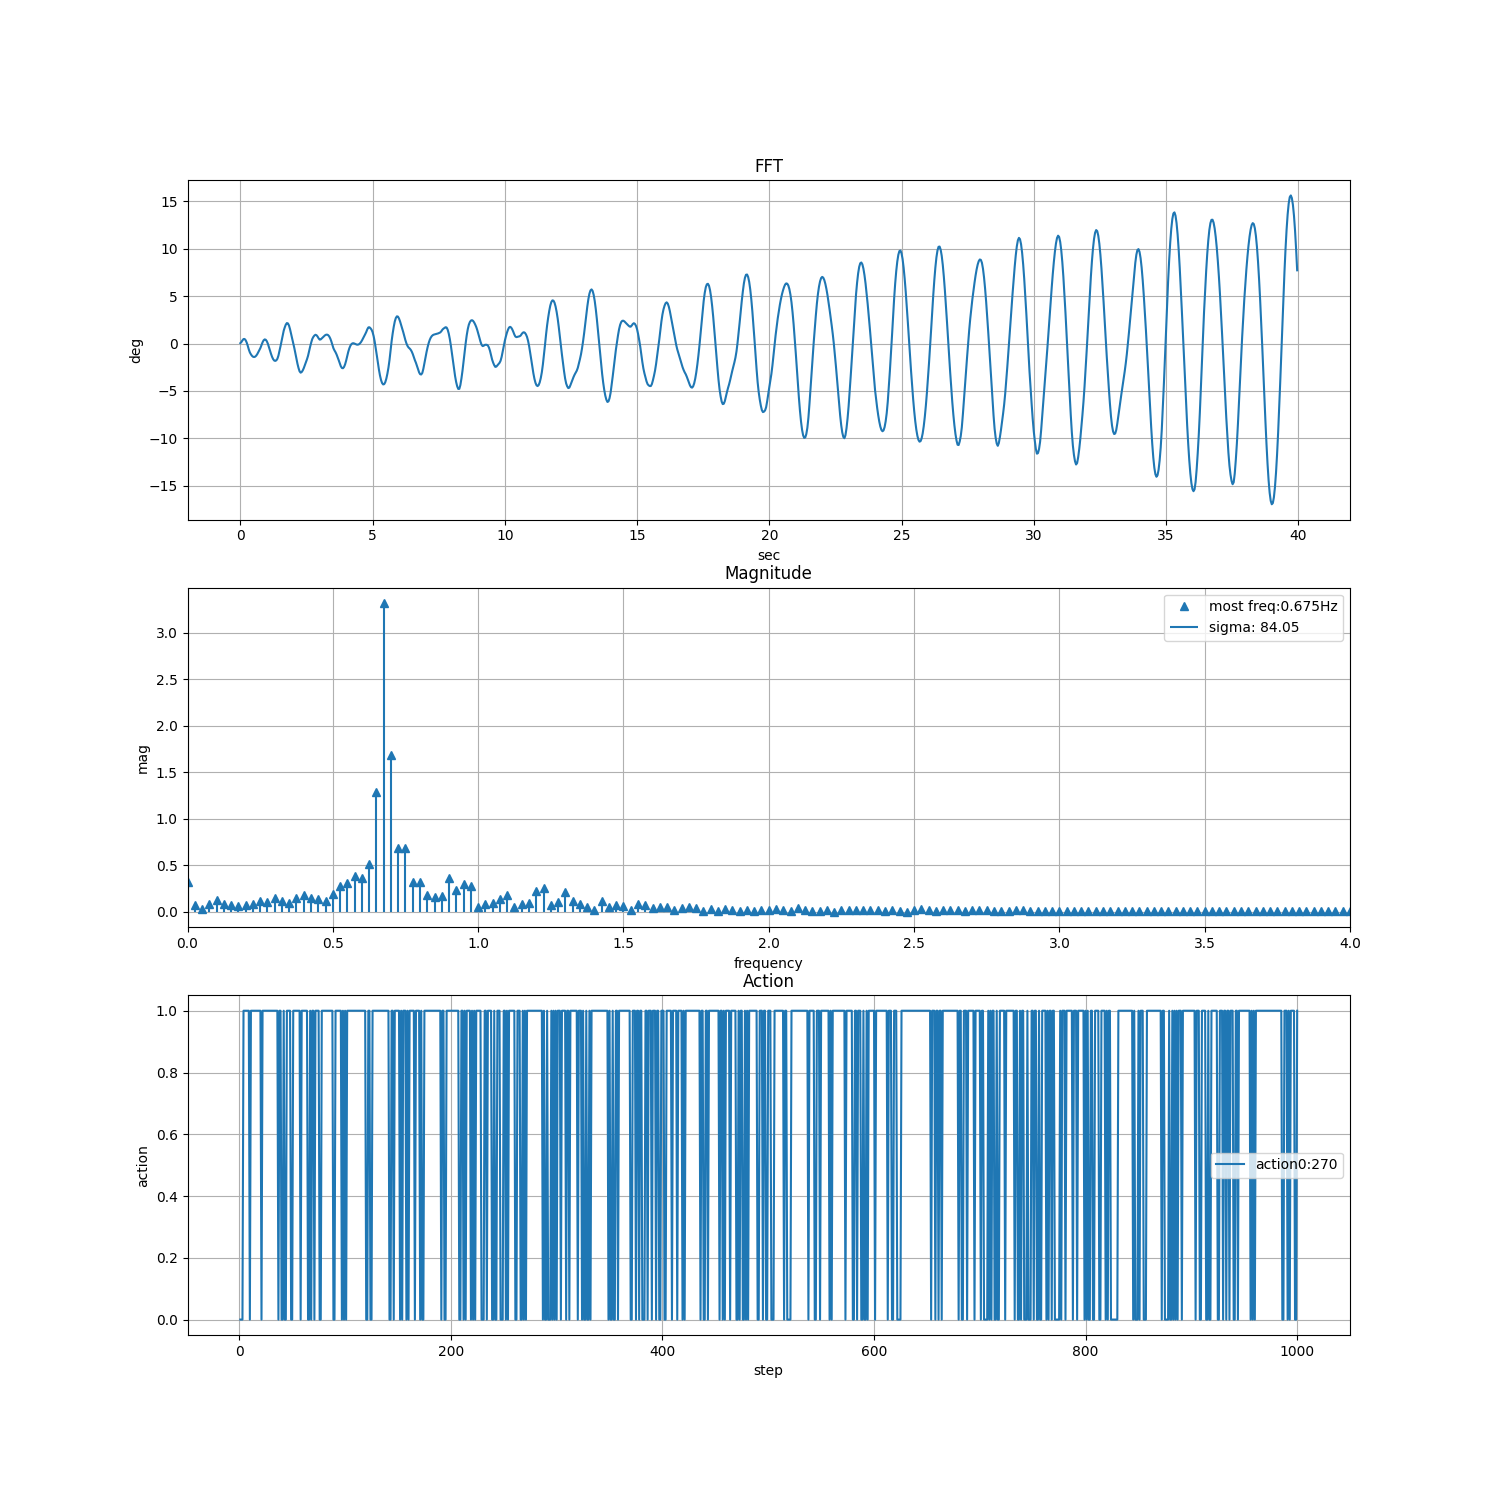 FFT
15
10
5
0
−5
−10
−15
deg
0 5 10 15 20 25 30 35 40
sec
Magnitude
most freq:0.675Hz
sigma: 84.05
3.0
2.5
2.0
1.5
1.0
0.5
0.0
mag
0.0 0.5 1.0 1.5 2.0 2.5 3.0 3.5 4.0
frequency
Action
1.0
0.8
0.6
0.4
0.2
0.0
action
action0:270
0 200 400 600 800 1000
step